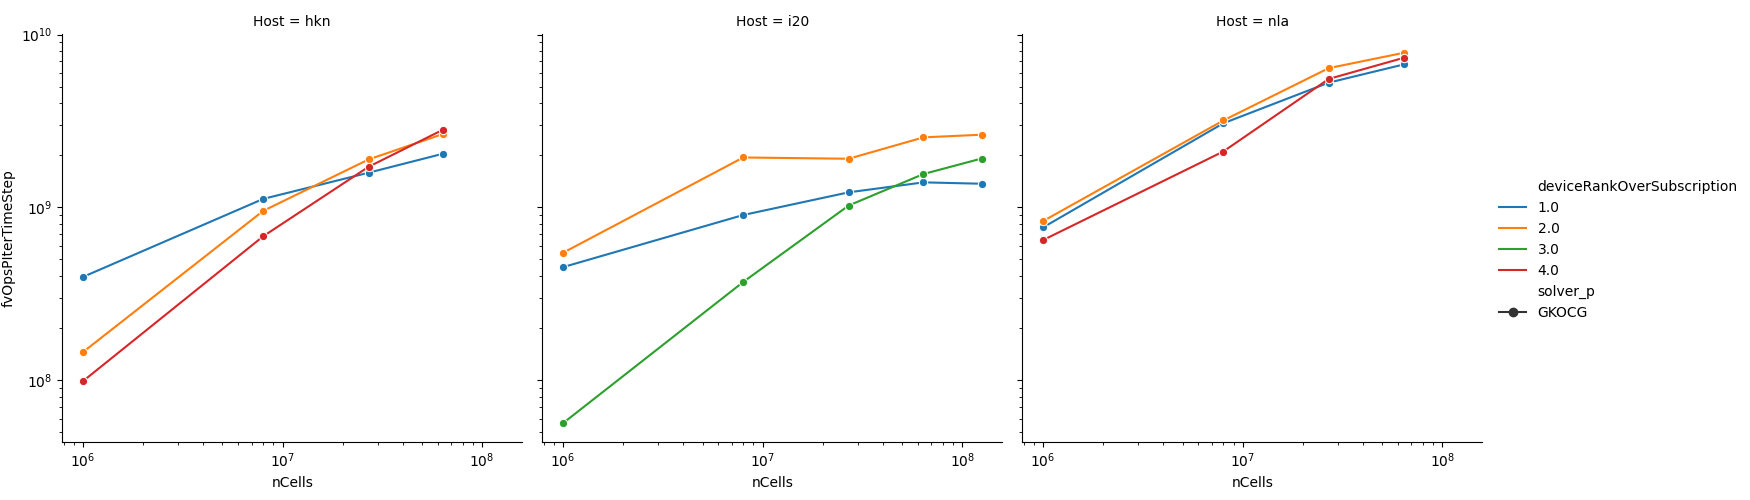 Host = hkn
Host = i20
Host = nla
fvOpsPIterTimeStep
10^10
10^9
10^8
10^6
10^7
10^8
nCells
10^6
10^7
10^8
nCells
10^6
10^7
10^8
nCells
deviceRankOverSubscription
1.0
2.0
3.0
4.0
solver_p
GKOCG